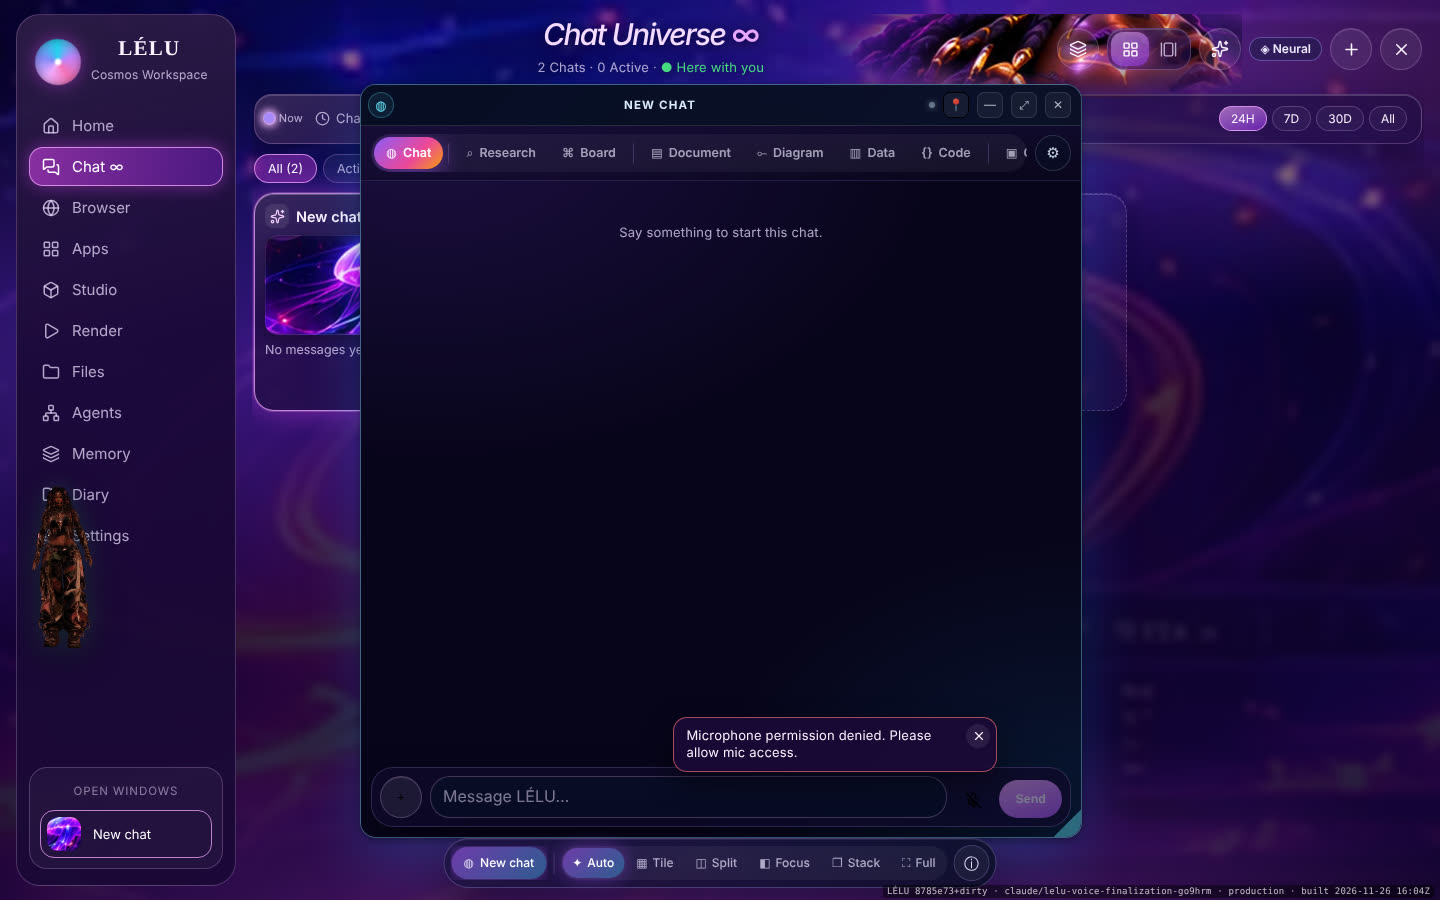 LÉLU
Cosmos Workspace
Home
Chat ∞
Browser
Apps
Studio
Render
Files
Agents
Memory
Diary
Settings
OPEN WINDOWS
New chat
Chat Universe ∞
2 Chats · 0 Active · ● Here with you
◈ Neural
Now
Cha
24H
7D
30D
All
All (2)
Acti
New chat
No messages ye
NEW CHAT
Chat
Research
⌘ Board
Document
Diagram
Data
{} Code
Say something to start this chat.
Microphone permission denied. Please
allow mic access.
Message LÉLU...
Send
New chat
✦ Auto
Tile
Split
Focus
Stack
Full
LÉLU 8785e73+dirty · claude/lelu-voice-finalization-go9hrm · production · built 2026-11-26 16:04Z